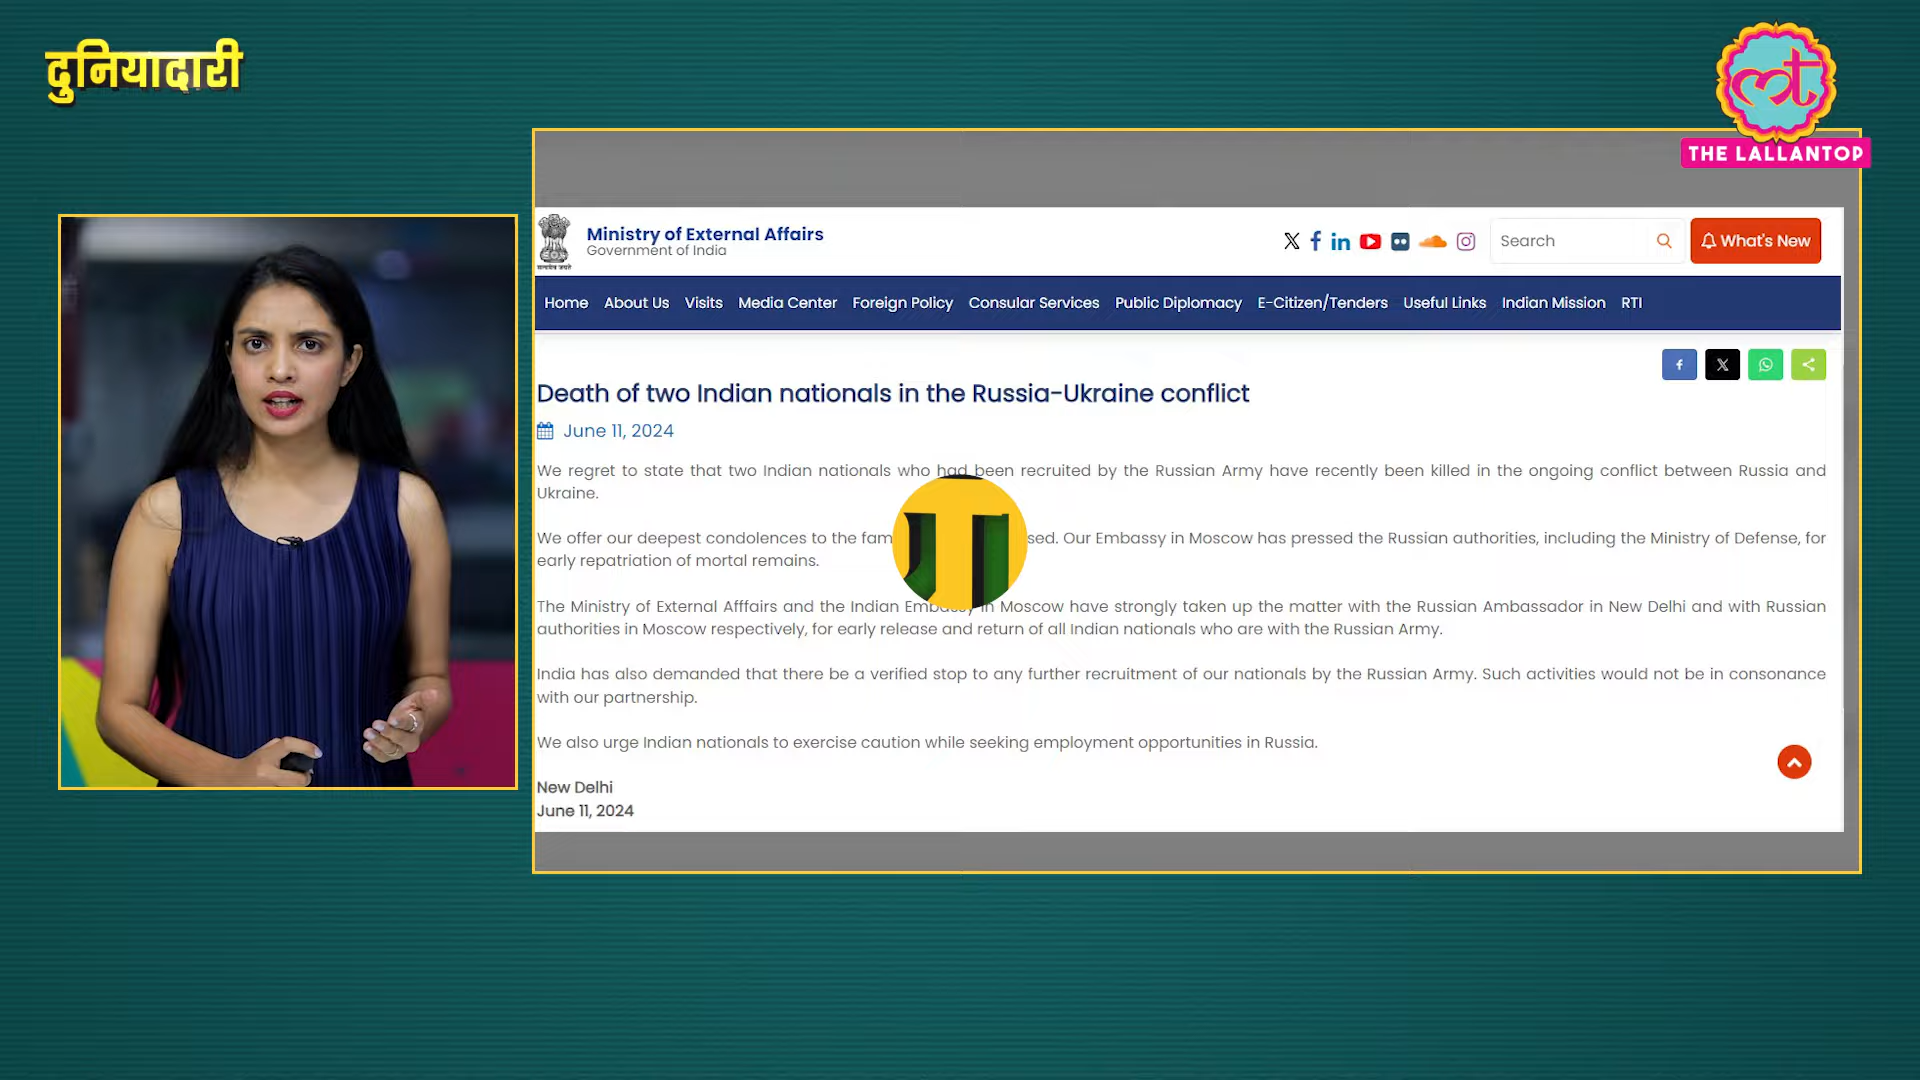 दुनियादारी
THE LALLANTOP
Ministry of External Affairs
Government of India
सत्यमेव जयते
Search
What's New
Home About Us Visits Media Center Foreign Policy Consular Services Public Diplomacy E-Citizen/Tenders Useful Links Indian Mission RTI
Death of two Indian nationals in the Russia-Ukraine conflict
June 11, 2024
We regret to state that two Indian nationals who had been recruited by the Russian Army have recently been killed in the ongoing conflict between Russia and
Ukraine.
We offer our deepest condolences to the Our Embassy in Moscow has pressed the Russian authorities, including the Ministry of Defense, for
early repatriation of mortal remains.
The Ministry of External Afffairs and the Indian Embassy in Moscow have strongly taken up the matter with the Russian Ambassador in New Delhi and with Russian
authorities in Moscow respectively, for early release and return of all Indian nationals who are with the Russian Army.
India has also demanded that there be a verified stop to any further recruitment of our nationals by the Russian Army. Such activities would not be in consonance
with our partnership.
We also urge Indian nationals to exercise caution while seeking employment opportunities in Russia.
New Delhi
June 11, 2024